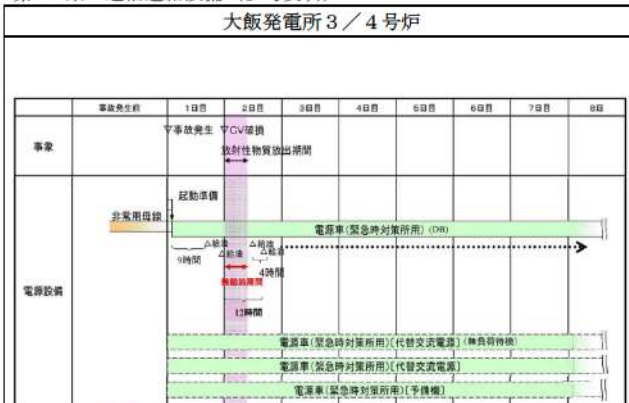 大飯発電所３／４号炉
事故発生前 1日目 2日目 3日目 4日目 5日目 6日目 7日目 8日
事象
▽事故発生 ▽CV破損
放射性物質放出期間
電源設備
起動準備
非常用母線
電源車(緊急時対策所用) (DB)
△給油 △給油
9時間 △給油 △給油
4時間
12時間
電源車(緊急時対策所用)[代替交流電源] (無負荷待機)
電源車(緊急時対策所用)[代替交流電源]
電源車(緊急時対策所用)[予備機]